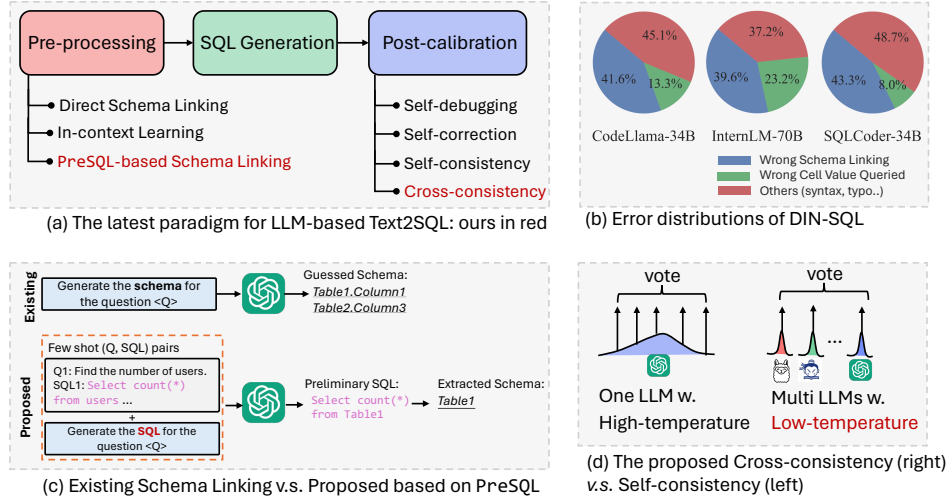 Pre-processing
SQL Generation
Post-calibration
Direct Schema Linking
In-context Learning
PreSQL-based Schema Linking
Self-debugging
Self-correction
Self-consistency
Cross-consistency
(a) The latest paradigm for LLM-based Text2SQL: ours in red
45.1%
41.6%
13.3%
37.2%
39.6%
23.2%
48.7%
43.3%
8.0%
CodeLlama-34B
InternLM-70B
SQLCoder-34B
Wrong Schema Linking
Wrong Cell Value Queried
Others (syntax, typo..)
(b) Error distributions of DIN-SQL
Existing
Generate the schema for
the question <Q>
Guessed Schema:
Table1.Column1
Table2.Column3
Proposed
Few shot (Q, SQL) pairs
Q1: Find the number of users.
SQL1: Select count(*)
from users ...
+
Generate the SQL for the
question <Q>
Preliminary SQL:
Select count(*)
from Table1
Extracted Schema:
Table1
(c) Existing Schema Linking v.s. Proposed based on PreSQL
vote
One LLM w.
High-temperature
vote
...
Multi LLMs w.
Low-temperature
(d) The proposed Cross-consistency (right)
v.s. Self-consistency (left)